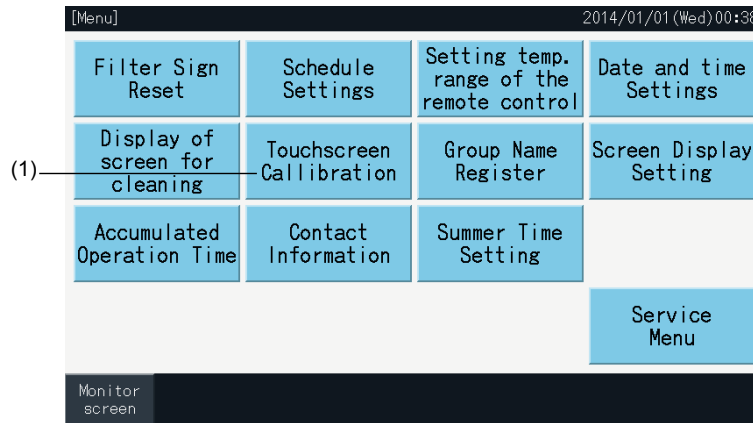 [Menu]
2014/01/01(Wed)00:38
Filter Sign
Reset
Schedule
Settings
Setting temp.
range of the
remote control
Date and time
Settings
Display of
screen for
cleaning
Touchscreen
Callibration
Group Name
Register
Screen Display
Setting
(1)
Accumulated
Operation Time
Contact
Information
Summer Time
Setting
Service
Menu
Monitor
screen